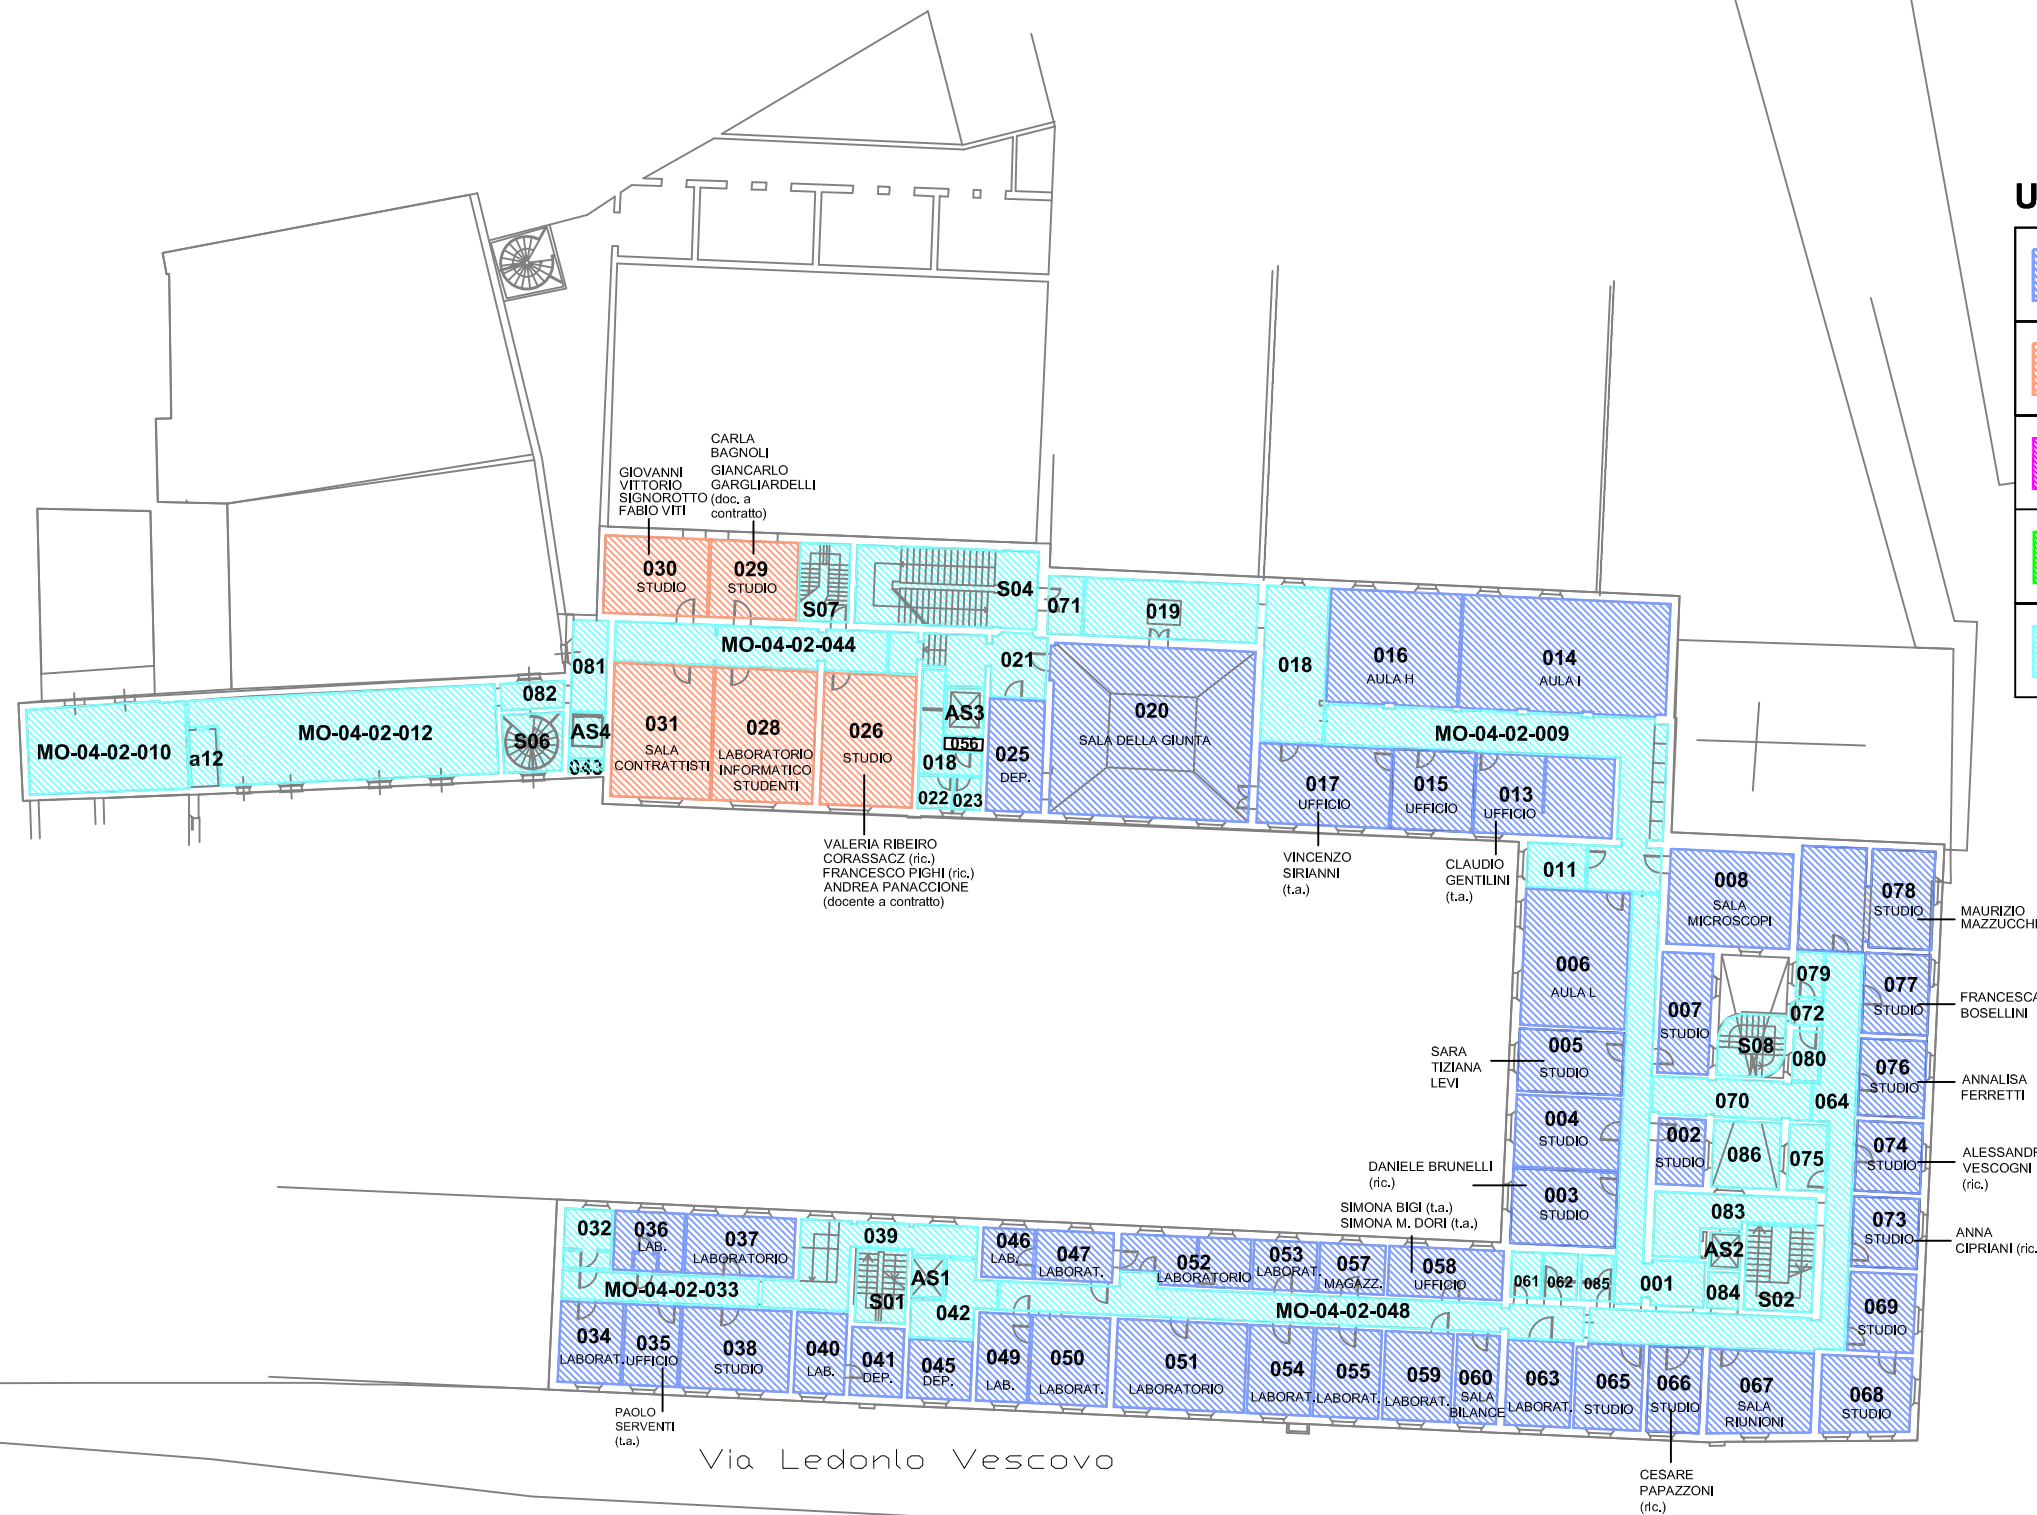 U
CARLA
BAGNOLI
GIANCARLO
GARGLIARDELLI
(doc. a
contratto)
GIOVANNI
VITTORIO
SIGNOROTTO
FABIO VITI
030
STUDIO
029
STUDIO
S07
S04
071
019
018
016
AULA H
014
AULA I
MO-04-02-044
021
081
082
MO-04-02-010
a12
MO-04-02-012
S06
AS4
043
031
SALA
CONTRATTISTI
028
LABORATORIO
INFORMATICO
STUDENTI
026
STUDIO
AS3
056
018
022
023
025
DEP.
020
SALA DELLA GIUNTA
MO-04-02-009
017
UFFICIO
015
UFFICIO
013
UFFICIO
VALERIA RIBEIRO
CORASSACZ (ric.)
FRANCESCO PIGHI (ric.)
ANDREA PANACCIONE
(docente a contratto)
VINCENZO
SIRIANNI
(t.a.)
CLAUDIO
GENTILINI
(t.a.)
011
008
SALA
MICROSCOPI
078
STUDIO
MAURIZIO
MAZZUCCHI
006
AULA L
007
STUDIO
079
072
080
S08
077
STUDIO
FRANCESCA
BOSELLINI
SARA
TIZIANA
LEVI
005
STUDIO
076
STUDIO
ANNALISA
FERRETTI
070
064
004
STUDIO
002
STUDIO
086
075
074
STUDIO
ALESSANDR
VESCOGNI
(ric.)
DANIELE BRUNELLI
(ric.)
003
STUDIO
083
073
STUDIO
ANNA
CIPRIANI (ric.
SIMONA BIGI (t.a.)
SIMONA M. DORI (t.a.)
032
036
LAB.
037
LABORATORIO
039
046
LAB.
047
LABORAT.
052
LABORATORIO
053
LABORAT.
057
MAGAZZ.
058
UFFICIO
061
062
085
001
AS2
084
S02
069
STUDIO
MO-04-02-033
AS1
S01
042
MO-04-02-048
034
LABORAT.
035
UFFICIO
038
STUDIO
040
LAB.
041
DEP.
045
DEP.
049
LAB.
050
LABORAT.
051
LABORATORIO
054
LABORAT.
055
LABORAT.
059
LABORAT.
060
SALA
BILANCE
063
LABORAT.
065
STUDIO
066
STUDIO
067
SALA
RIUNIONI
068
STUDIO
PAOLO
SERVENTI
(t.a.)
Via Ledonlo Vescovo
CESARE
PAPAZZONI
(ric.)